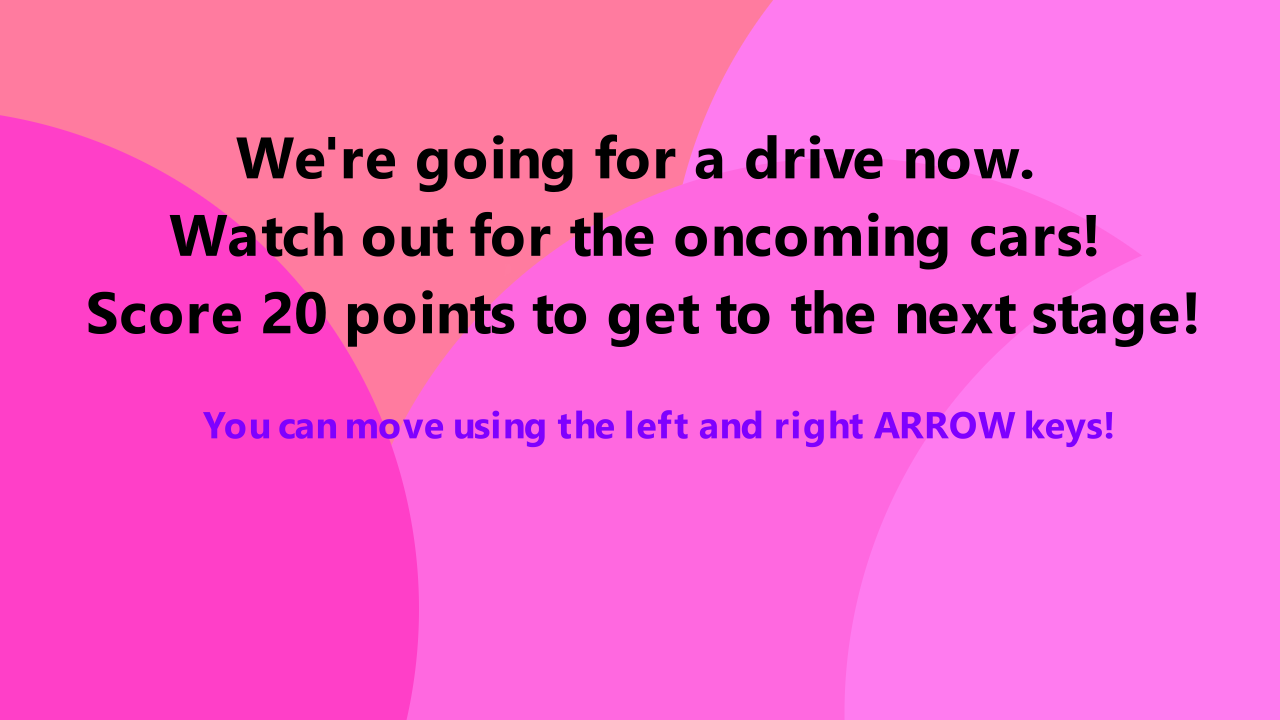 We're going for a drive now.
Watch out for the oncoming cars!
Score 20 points to get to the next stage!
You can move using the left and right ARROW keys!